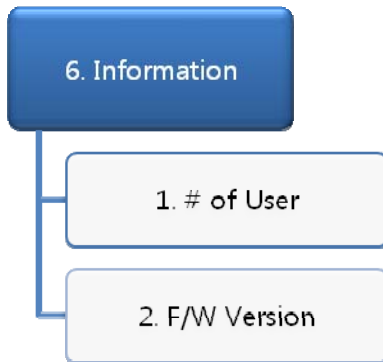 6. Information
1. # of User
2. F/W Version